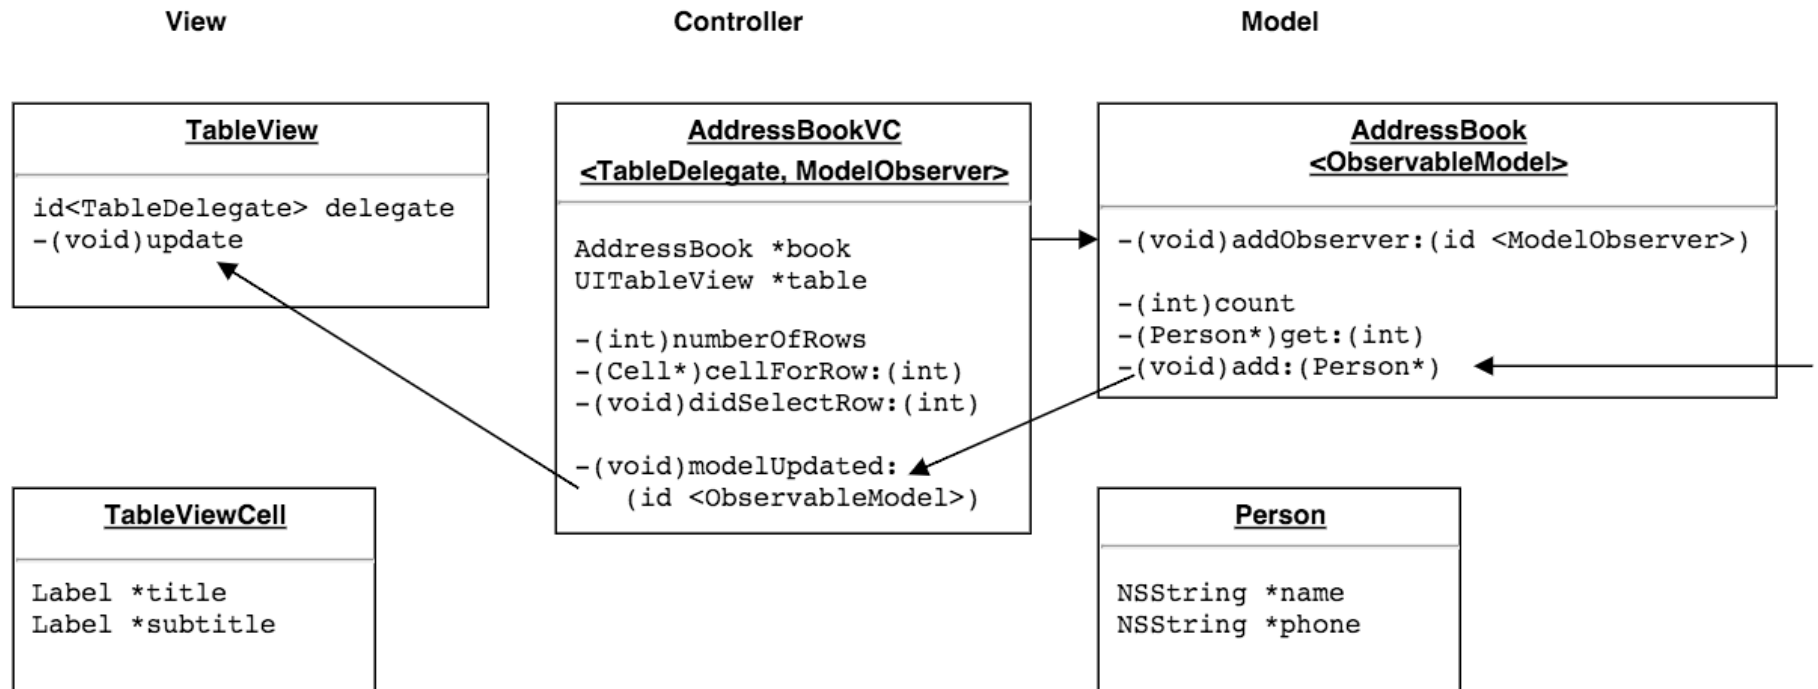 View
Controller
Model
TableView
id<TableDelegate> delegate
-(void)update
AddressBookVC
<TableDelegate, ModelObserver>
AddressBook *book
UITableView *table
-(int)numberOfRows
-(Cell*)cellForRow:(int)
-(void)didSelectRow:(int)
-(void)modelUpdated:
(id <ObservableModel>)
AddressBook
<ObservableModel>
-(void)addObserver:(id <ModelObserver>)
-(int)count
-(Person*)get:(int)
-(void)add:(Person*)
TableViewCell
Label *title
Label *subtitle
Person
NSString *name
NSString *phone